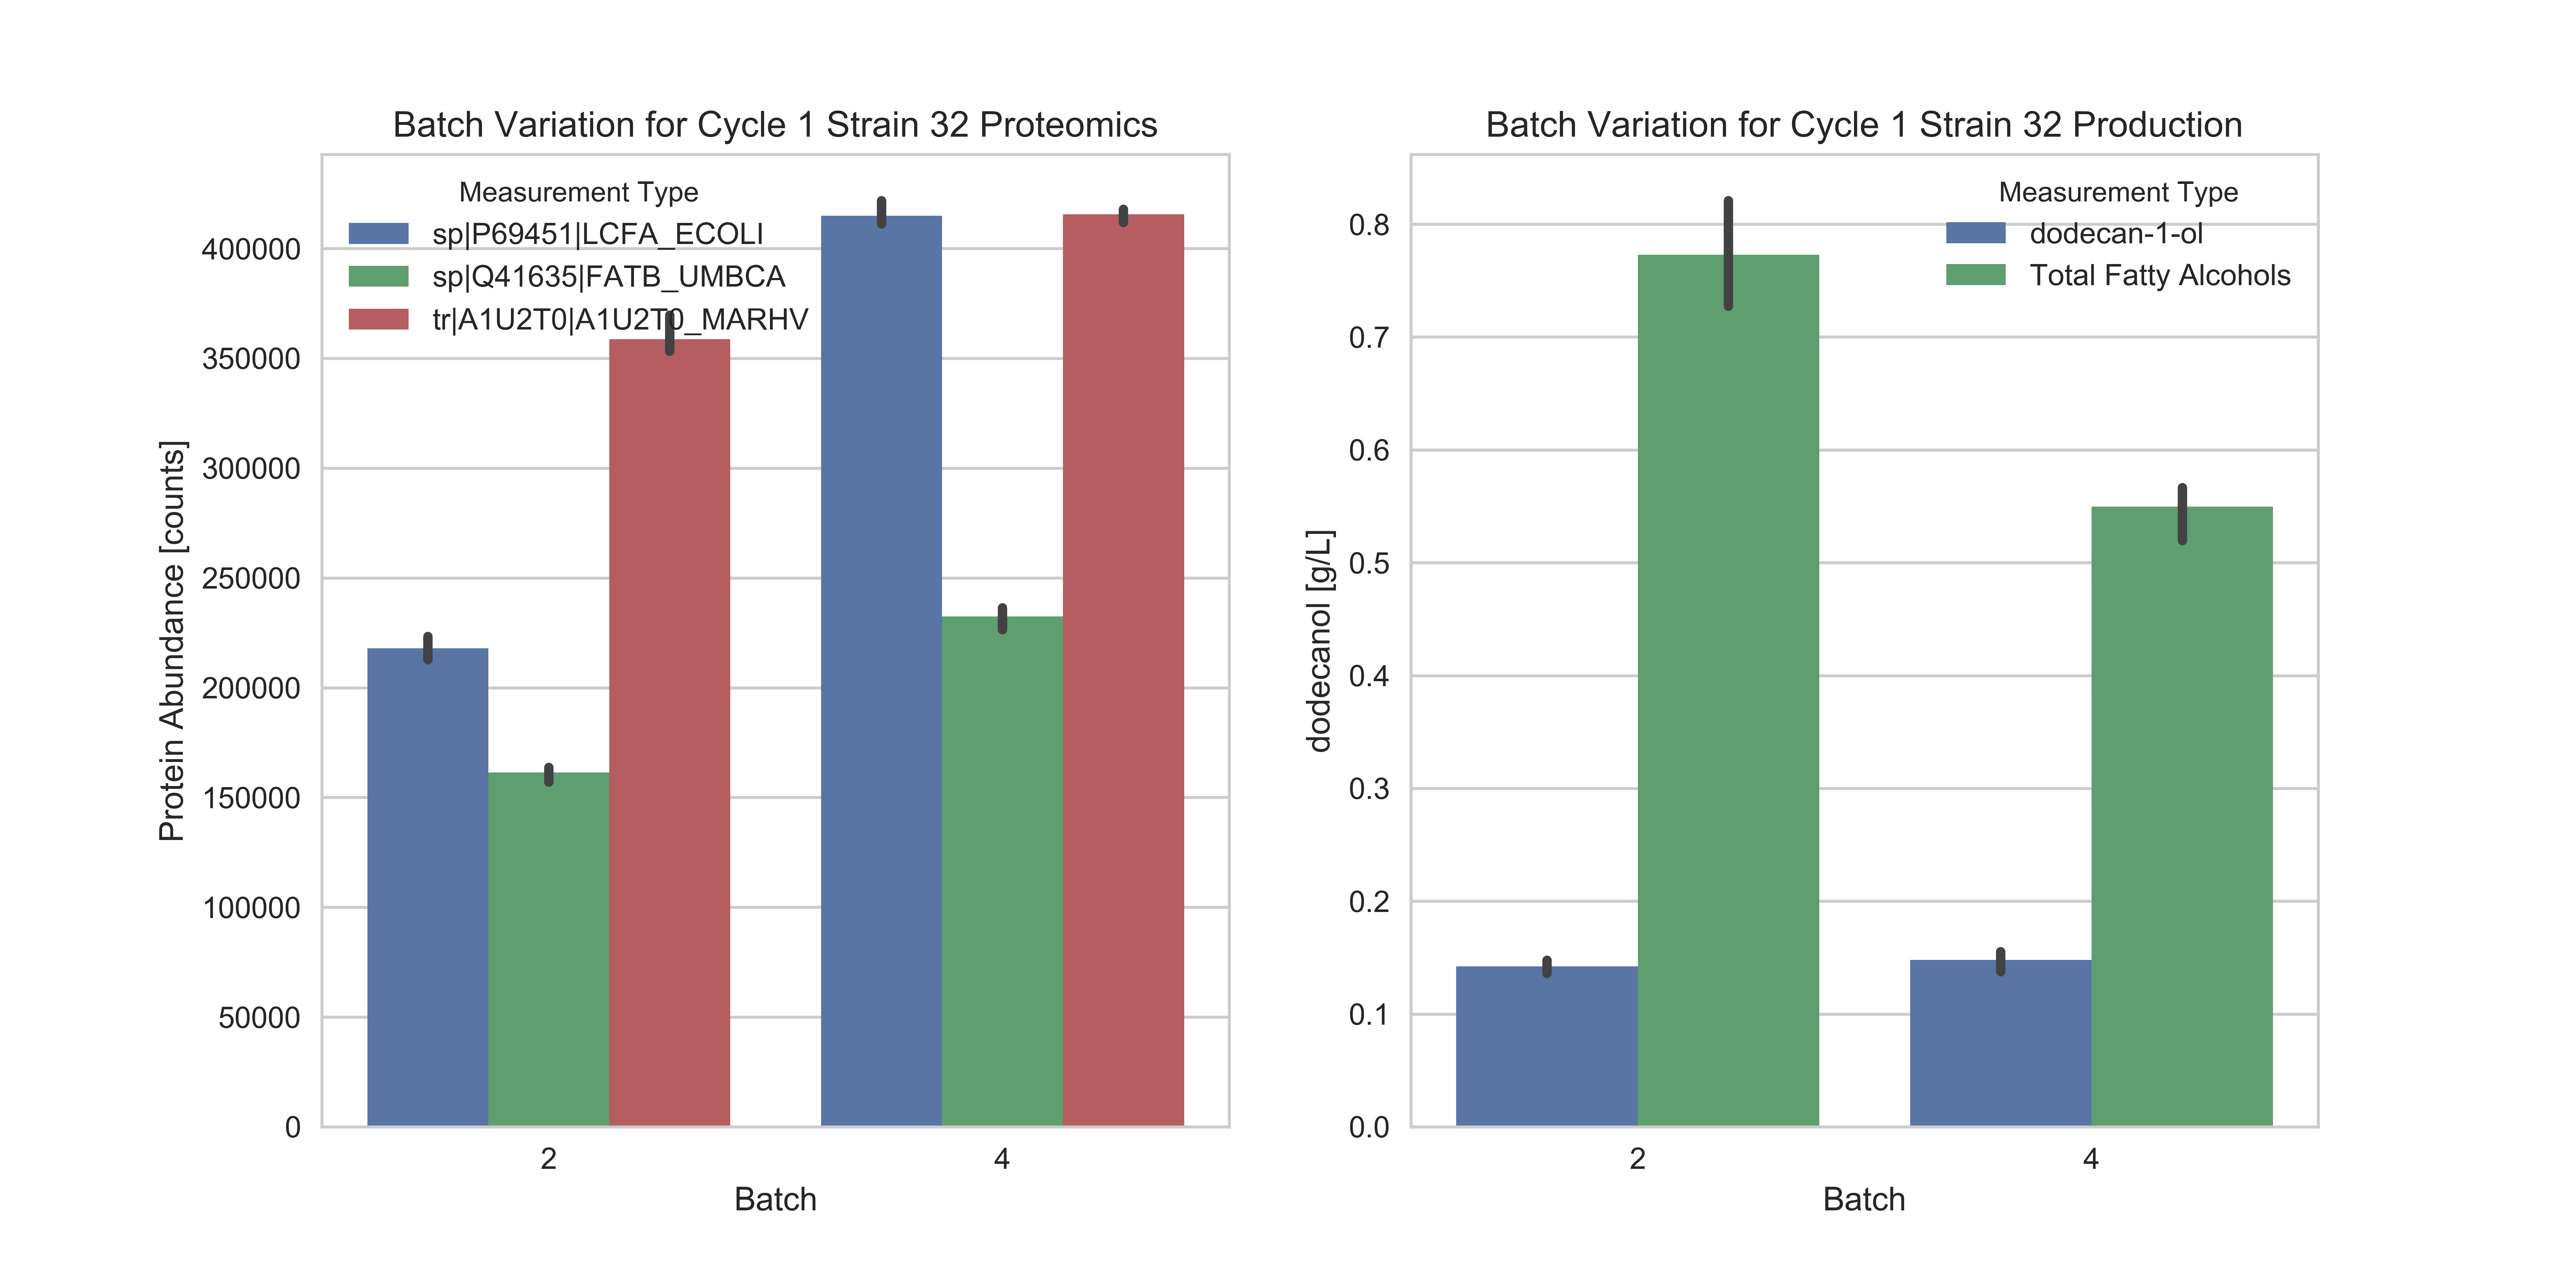 Batch Variation for Cycle 1 Strain 32 Proteomics
Measurement Type
sp|P69451|LCFA_ECOLI
sp|Q41635|FATB_UMBCA
tr|A1U2T0|A1U2T0_MARHV
400000
350000
300000
250000
200000
150000
100000
50000
0
Protein Abundance [counts]
2
4
Batch
Batch Variation for Cycle 1 Strain 32 Production
Measurement Type
dodecan-1-ol
Total Fatty Alcohols
0.8
0.7
0.6
0.5
0.4
0.3
0.2
0.1
0.0
dodecanol [g/L]
2
4
Batch